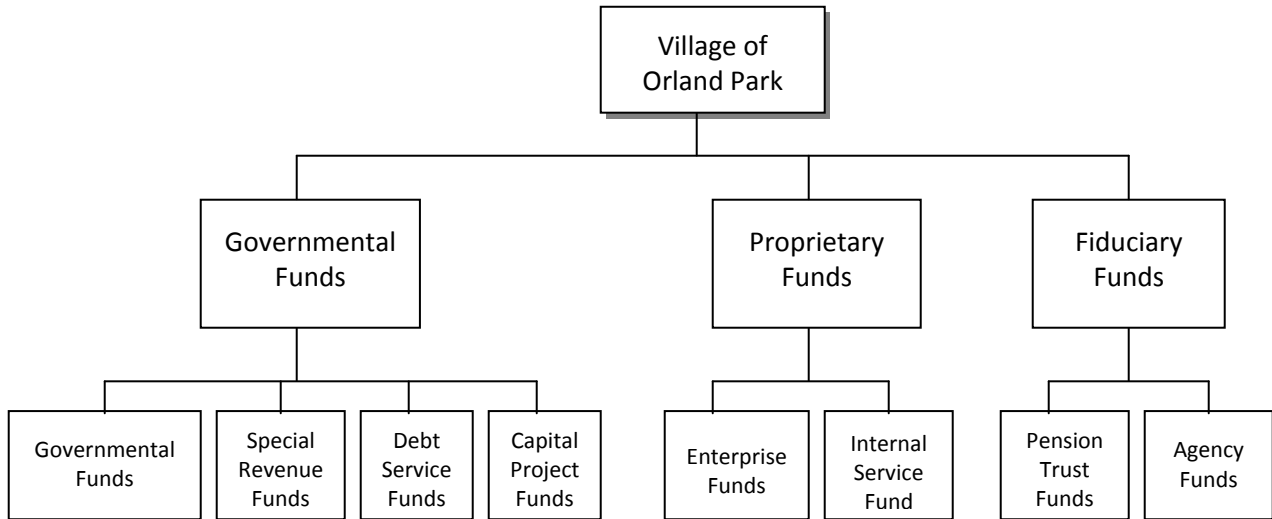 Village of
Orland Park
Governmental
Funds
Proprietary
Funds
Fiduciary
Funds
Governmental
Funds
Special
Revenue
Funds
Debt
Service
Funds
Capital
Project
Funds
Enterprise
Funds
Internal
Service
Fund
Pension
Trust
Funds
Agency
Funds